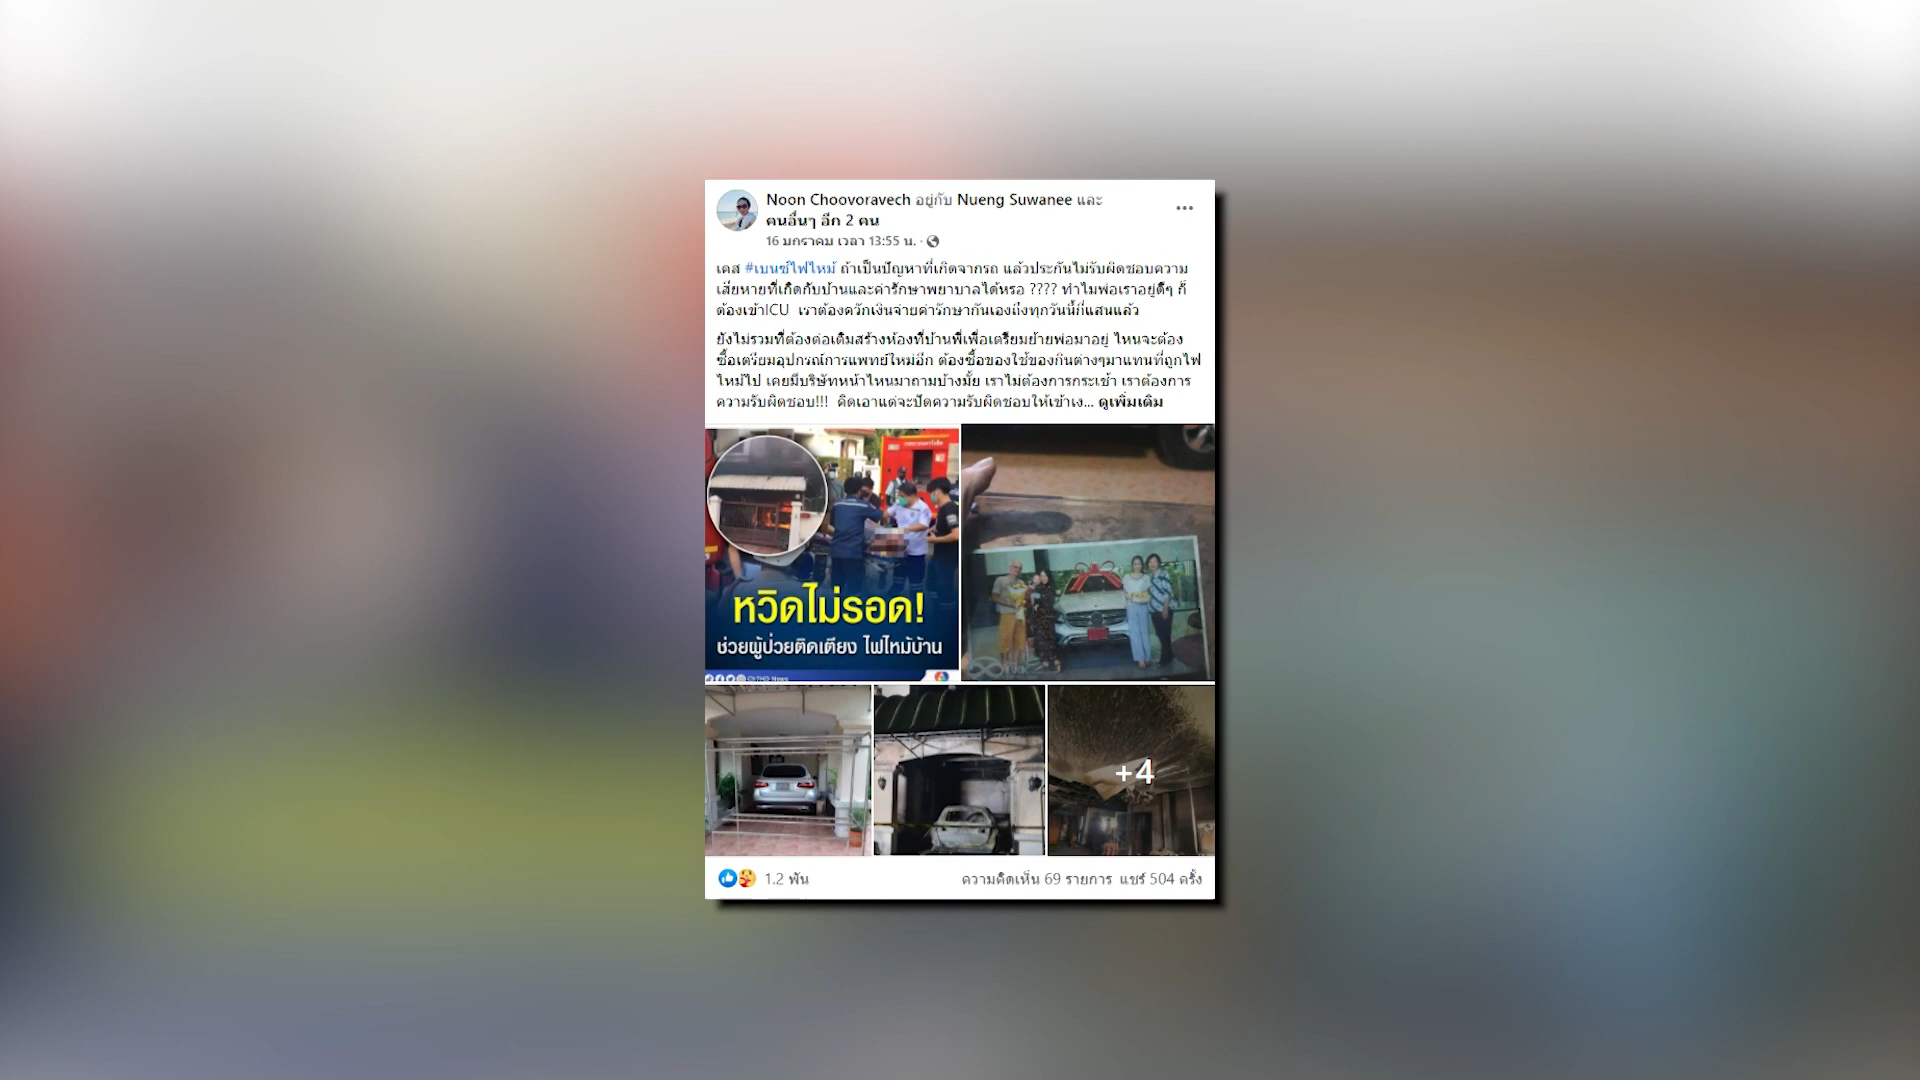 Noon Choovoravech อยู่กับ Nueng Suwanee และ
คนอื่นๆ อีก 2 คน
16 มกราคม เวลา 13:55 น. ·
เคส #เบนซ์ไฟไหม้ ถ้าเป็นปัญหาที่เกิดจากรถ แล้วประกันไม่รับผิดชอบความ
เสียหายที่เกิดกับบ้านและค่ารักษาพยาบาลได้หรอ ???? ทำไมพ่อเราอยู่ดีๆ ก็
ต้องเข้าICU เราต้องควักเงินจ่ายค่ารักษากันเองถึงทุกวันนี้กี่แสนแล้ว
ยังไม่รวมที่ต้องต่อเติมสร้างห้องที่บ้านพี่เพื่อเตรียมย้ายพ่อมาอยู่ ไหนจะต้อง
ซื้อเตรียมอุปกรณ์การแพทย์ใหม่อีก ต้องซื้อของใช้ของกินต่างๆมาแทนที่ถูกไฟ
ไหม้ไป เคยมีบริษัทหน้าไหนมาถามบ้างมั้ย เราไม่ต้องการกระเช้า เราต้องการ
ความรับผิดชอบ!!! คิดเอาแต่จะปัดความรับผิดชอบให้เข้าเง... ดูเพิ่มเติม
หวิดไม่รอด!
ช่วยผู้ป่วยติดเตียง ไฟไหม้บ้าน
Ch7HD News
+4
1.2 พัน
ความคิดเห็น 69 รายการ แชร์ 504 ครั้ง